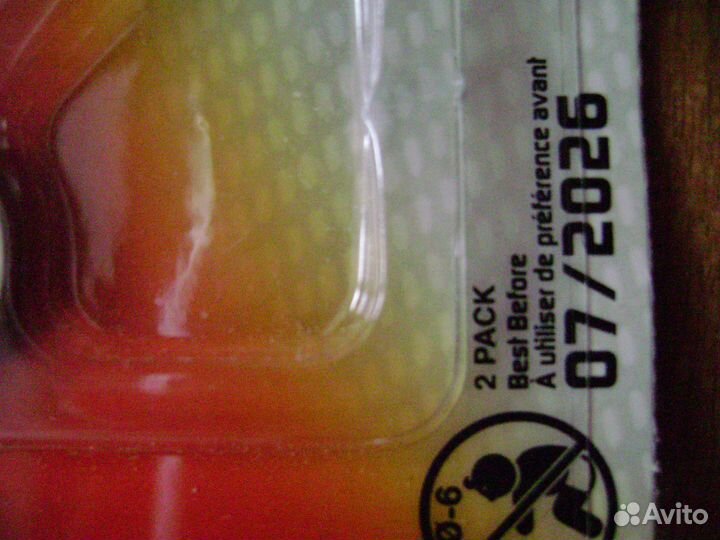 2 PACK
Best Before
À utiliser de préférence avant
07/2026
0-6
Avito